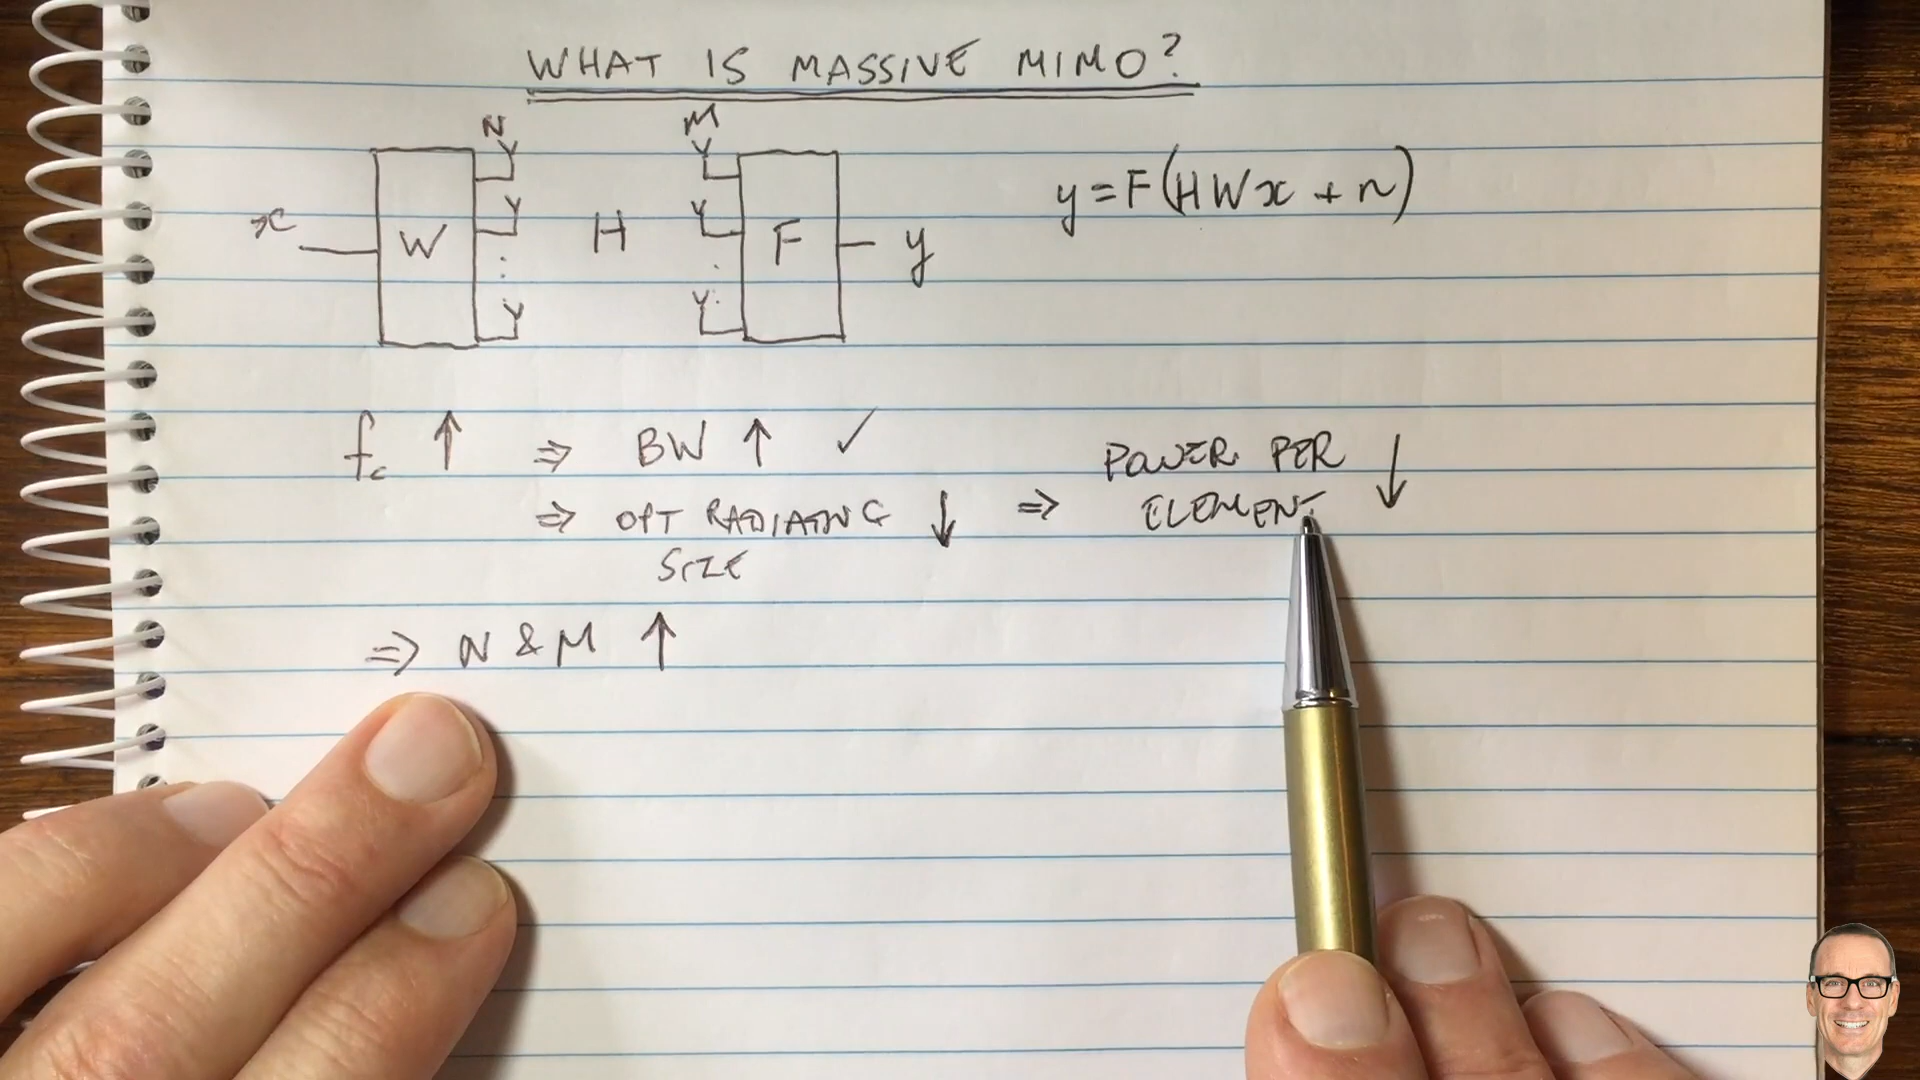 WHAT IS MASSIVE MIMO?
N M
x W H F y
y = F(HWx + n)
fc ↑ ⇒ BW ↑ ✓
⇒ OPT RADIATING SIZE ↓ ⇒ POWER PER ELEMENT ↓
⇒ N & M ↑